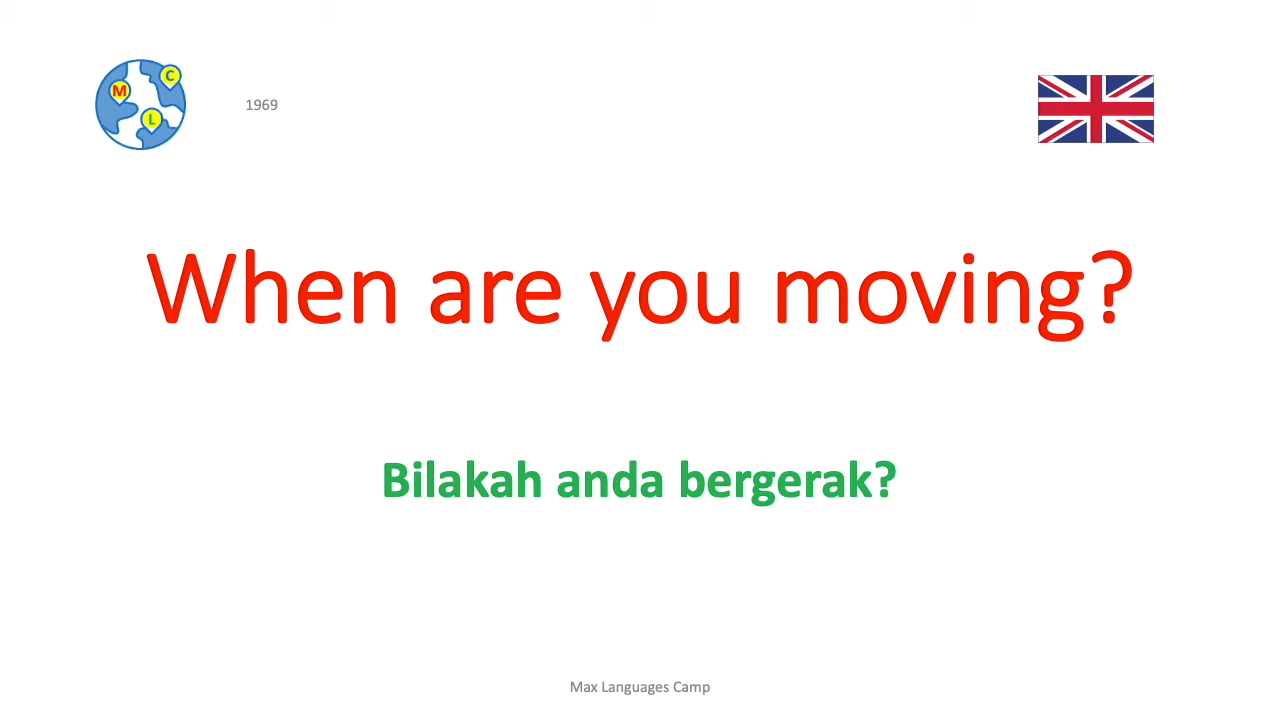 M
C
L
1969
When are you moving?
Bilakah anda bergerak?
Max Languages Camp